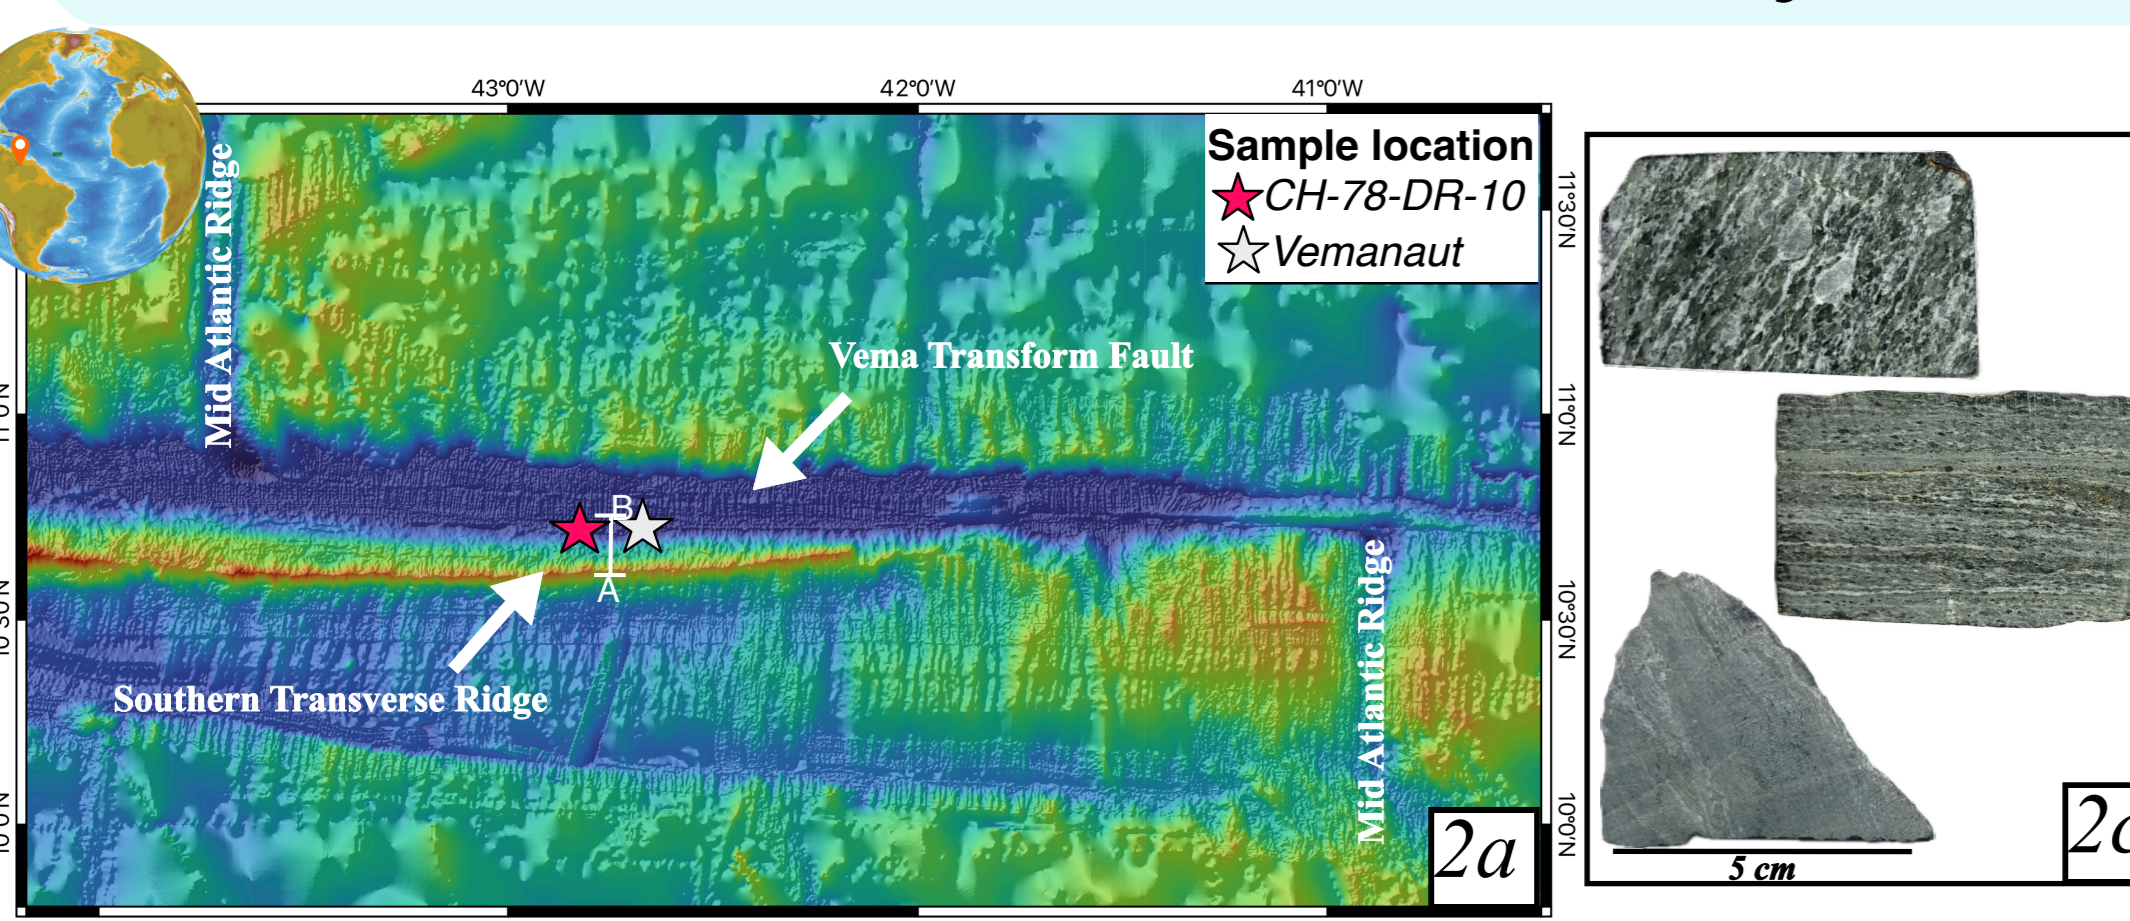 43°0'W
42°0'W
41°0'W
Sample location
CH-78-DR-10
Vemanaut
11°30'N
11°0'N
10°30'N
10°0'N
Mid Atlantic Ridge
Vema Transform Fault
B
A
Southern Transverse Ridge
Mid Atlantic Ridge
2a
5 cm